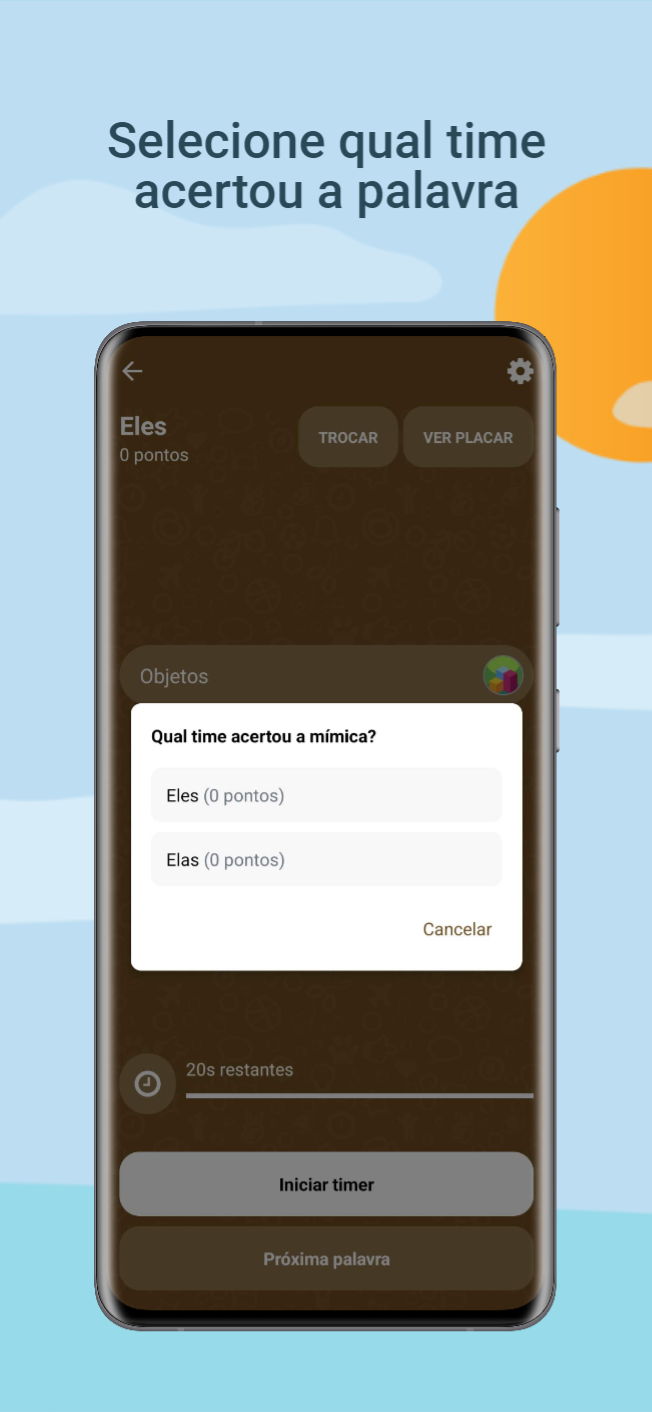 Selecione qual time
acertou a palavra
Eles
0 pontos
TROCAR
VER PLACAR
Objetos
Qual time acertou a mímica?
Eles (0 pontos)
Elas (0 pontos)
Cancelar
20s restantes
Iniciar timer
Próxima palavra